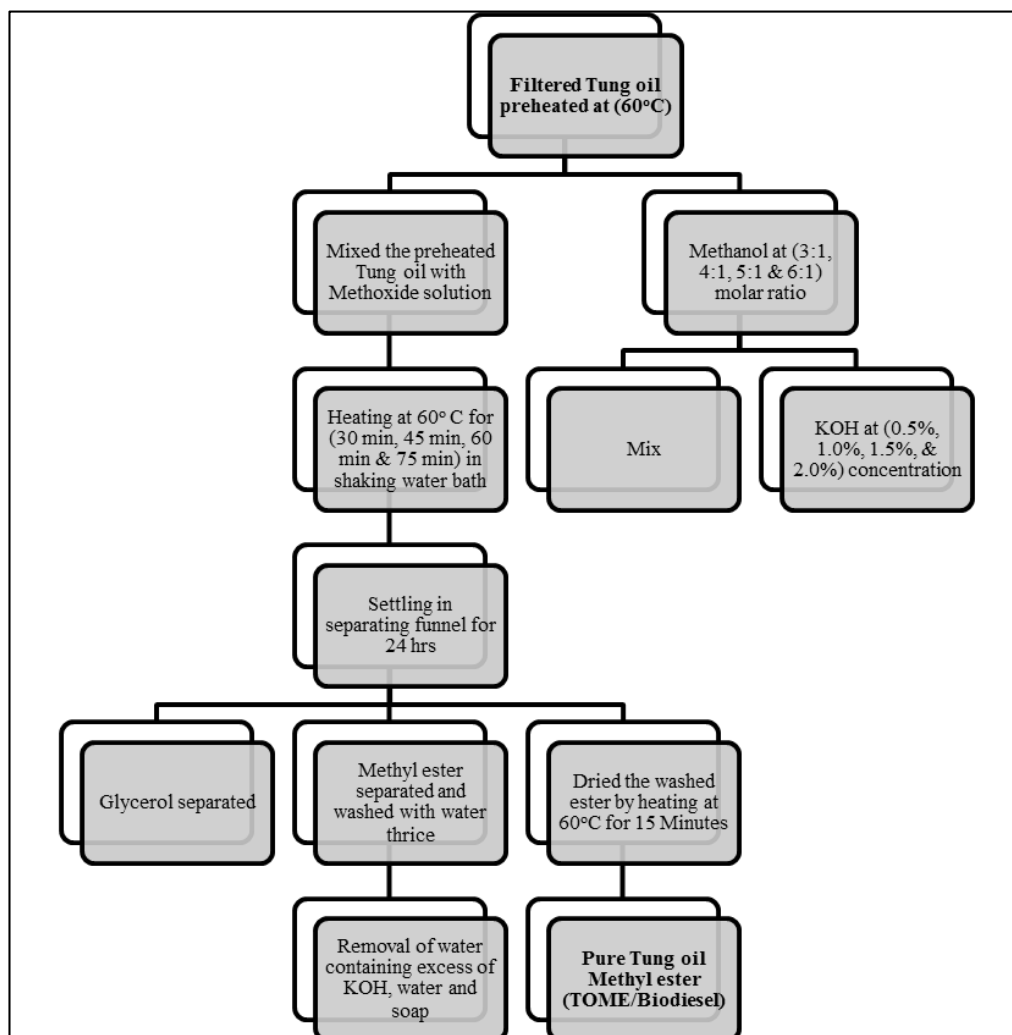 Filtered Tung oil
preheated at (60°C)
Mixed the preheated
Tung oil with
Methoxide solution
Methanol at (3:1,
4:1, 5:1 & 6:1)
molar ratio
Heating at 60° C for
(30 min, 45 min, 60
min & 75 min) in
shaking water bath
Mix
KOH at (0.5%,
1.0%, 1.5%, &
2.0%) concentration
Settling in
separating funnel for
24 hrs
Glycerol separated
Methyl ester
separated and
washed with water
thrice
Dried the washed
ester by heating at
60°C for 15 Minutes
Removal of water
containing excess of
KOH, water and
soap
Pure Tung oil
Methyl ester
(TOME/Biodiesel)